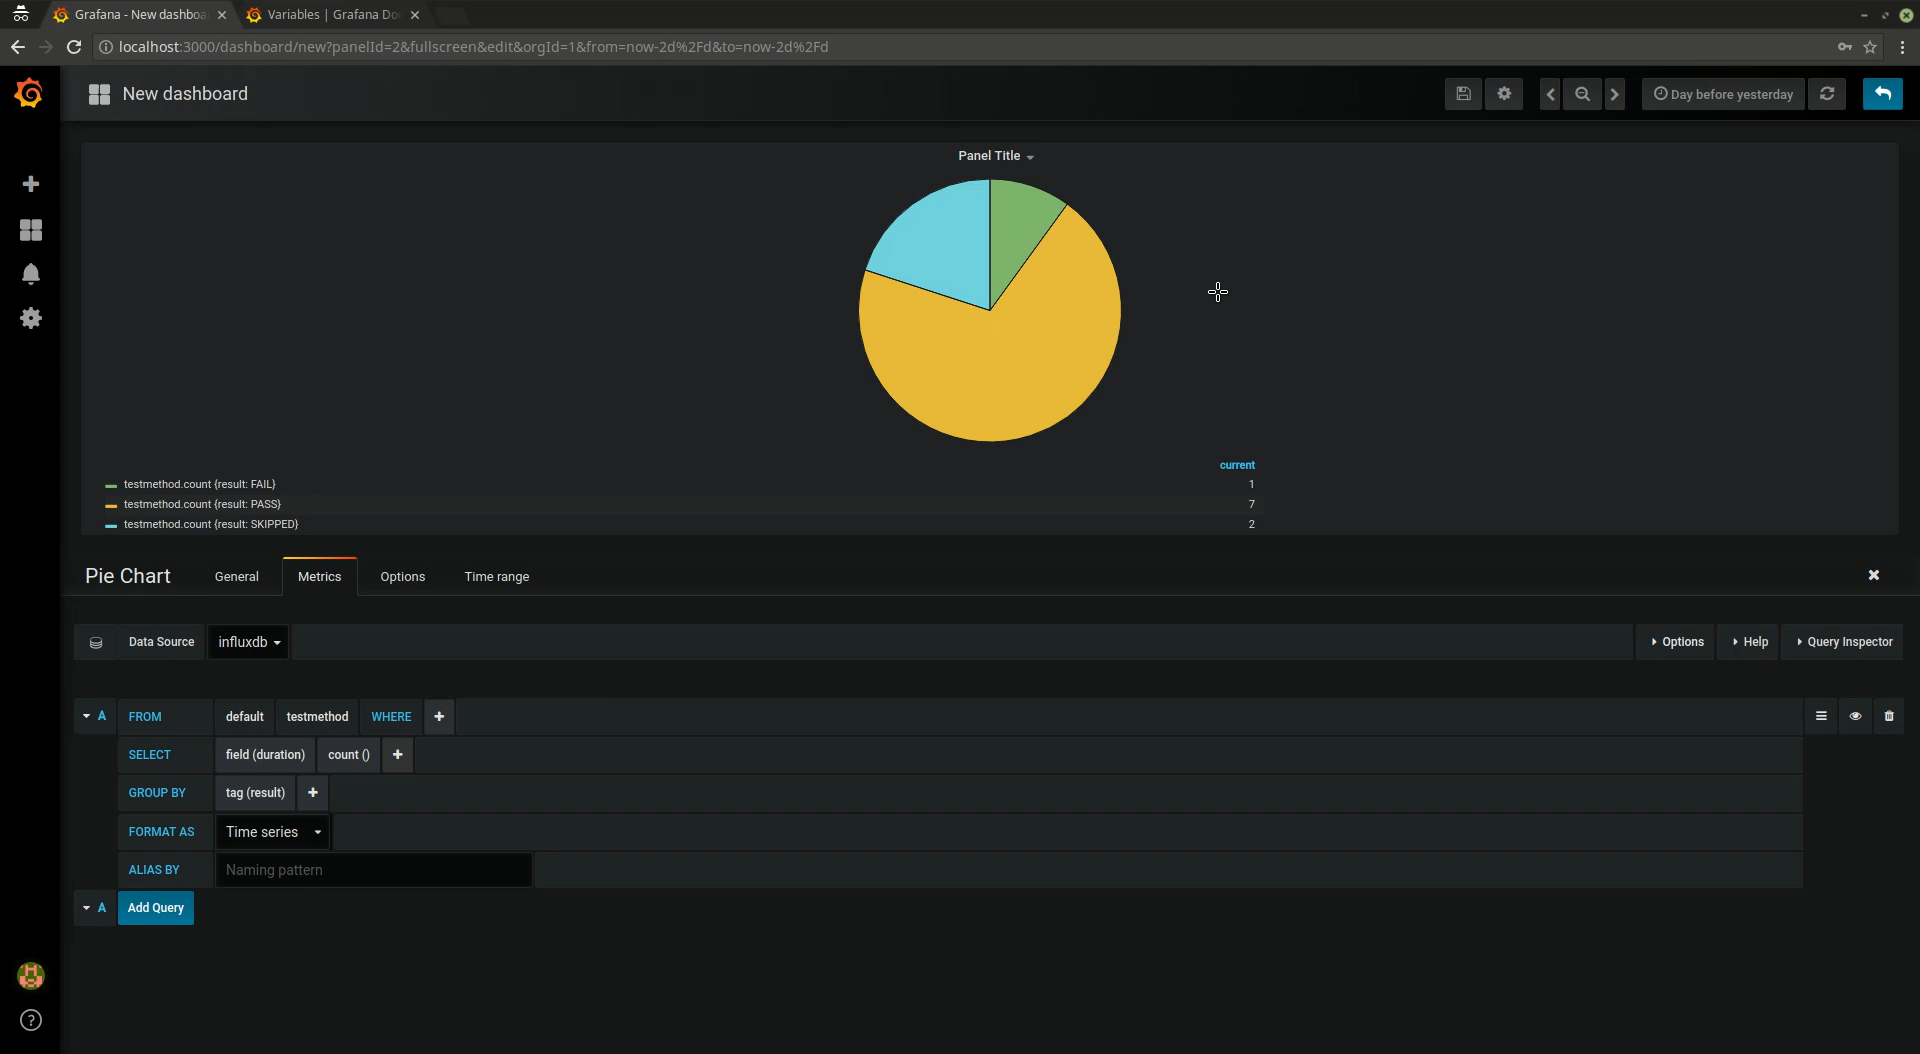 Grafana - New dashboa
Variables | Grafana Do
localhost:3000/dashboard/new?panelId=2&fullscreen&edit&orgId=1&from=now-2d%2Fd&to=now-2d%2Fd
New dashboard
Day before yesterday
Panel Title
current
testmethod.count {result: FAIL} 1
testmethod.count {result: PASS} 7
testmethod.count {result: SKIPPED} 2
Pie Chart General Metrics Options Time range
Data Source influxdb Options Help Query Inspector
A FROM default testmethod WHERE
SELECT field (duration) count ()
GROUP BY tag (result)
FORMAT AS Time series
ALIAS BY Naming pattern
A Add Query